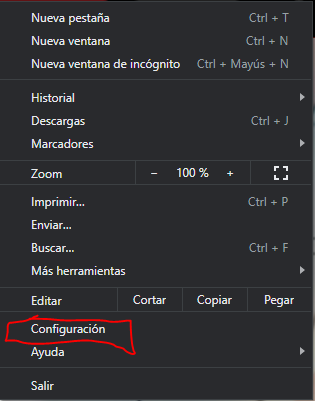 Nueva pestaña Ctrl + T
Nueva ventana Ctrl + N
Nueva ventana de incógnito Ctrl + Mayús + N
Historial
Descargas Ctrl + J
Marcadores
Zoom − 100 % +
Imprimir... Ctrl + P
Enviar...
Buscar... Ctrl + F
Más herramientas
Editar Cortar Copiar Pegar
Configuración
Ayuda
Salir